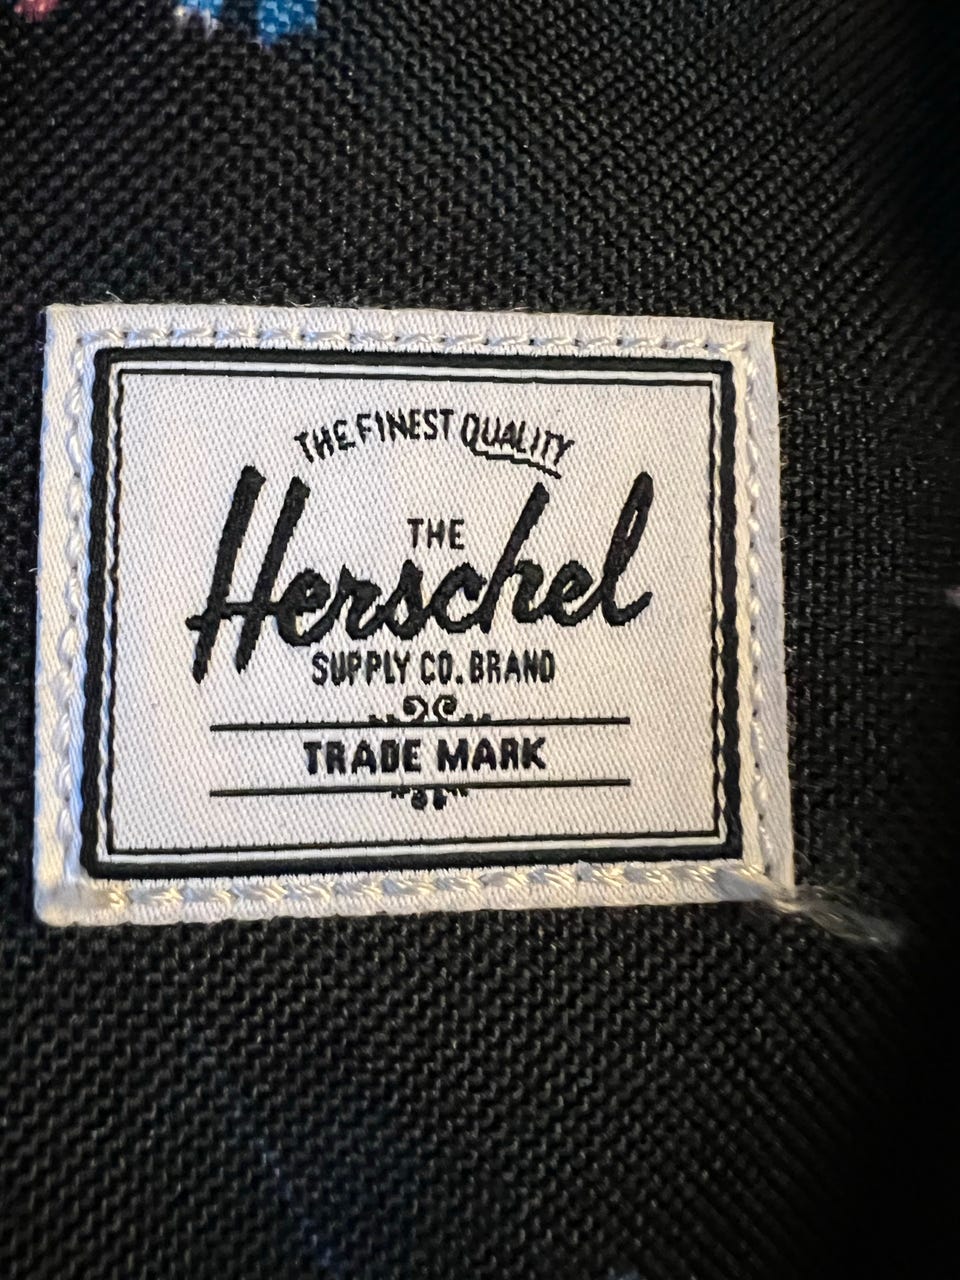 THE FINEST QUALITY
THE
Herschel
SUPPLY CO. BRAND
TRADE MARK